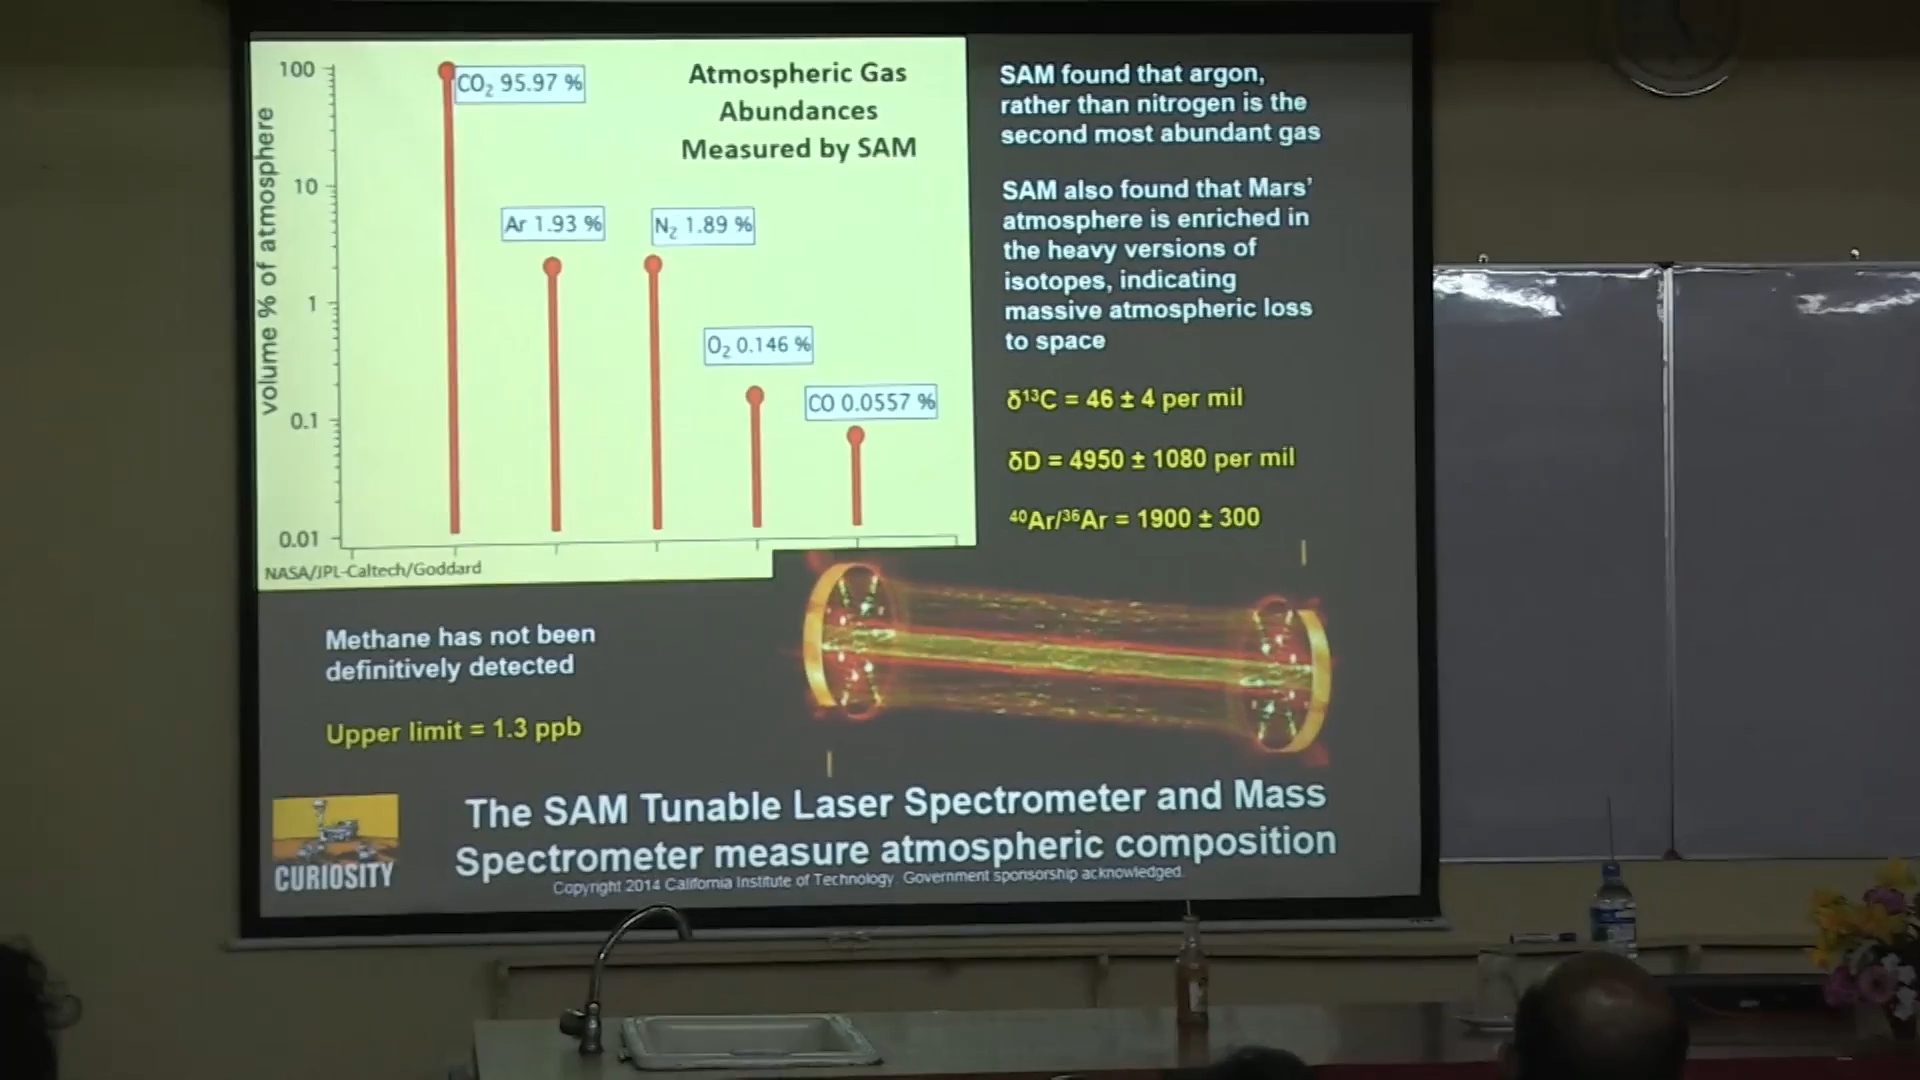 Atmospheric Gas
Abundances
Measured by SAM
volume % of atmosphere
100
10
1
0.1
0.01
CO₂ 95.97 %
Ar 1.93 %
N₂ 1.89 %
O₂ 0.146 %
CO 0.0557 %
NASA/JPL-Caltech/Goddard
SAM found that argon,
rather than nitrogen is the
second most abundant gas
SAM also found that Mars’
atmosphere is enriched in
the heavy versions of
isotopes, indicating
massive atmospheric loss
to space
δ¹³C = 46 ± 4 per mil
δD = 4950 ± 1080 per mil
⁴⁰Ar/³⁶Ar = 1900 ± 300
Methane has not been
definitively detected
Upper limit = 1.3 ppb
CURIOSITY
The SAM Tunable Laser Spectrometer and Mass
Spectrometer measure atmospheric composition
Copyright 2014 California Institute of Technology Government sponsorship acknowledged.